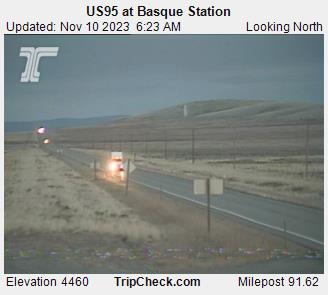 US95 at Basque Station
Updated: Nov 10 2023 6:23 AM Looking North
Elevation 4460 TripCheck.com Milepost 91.62